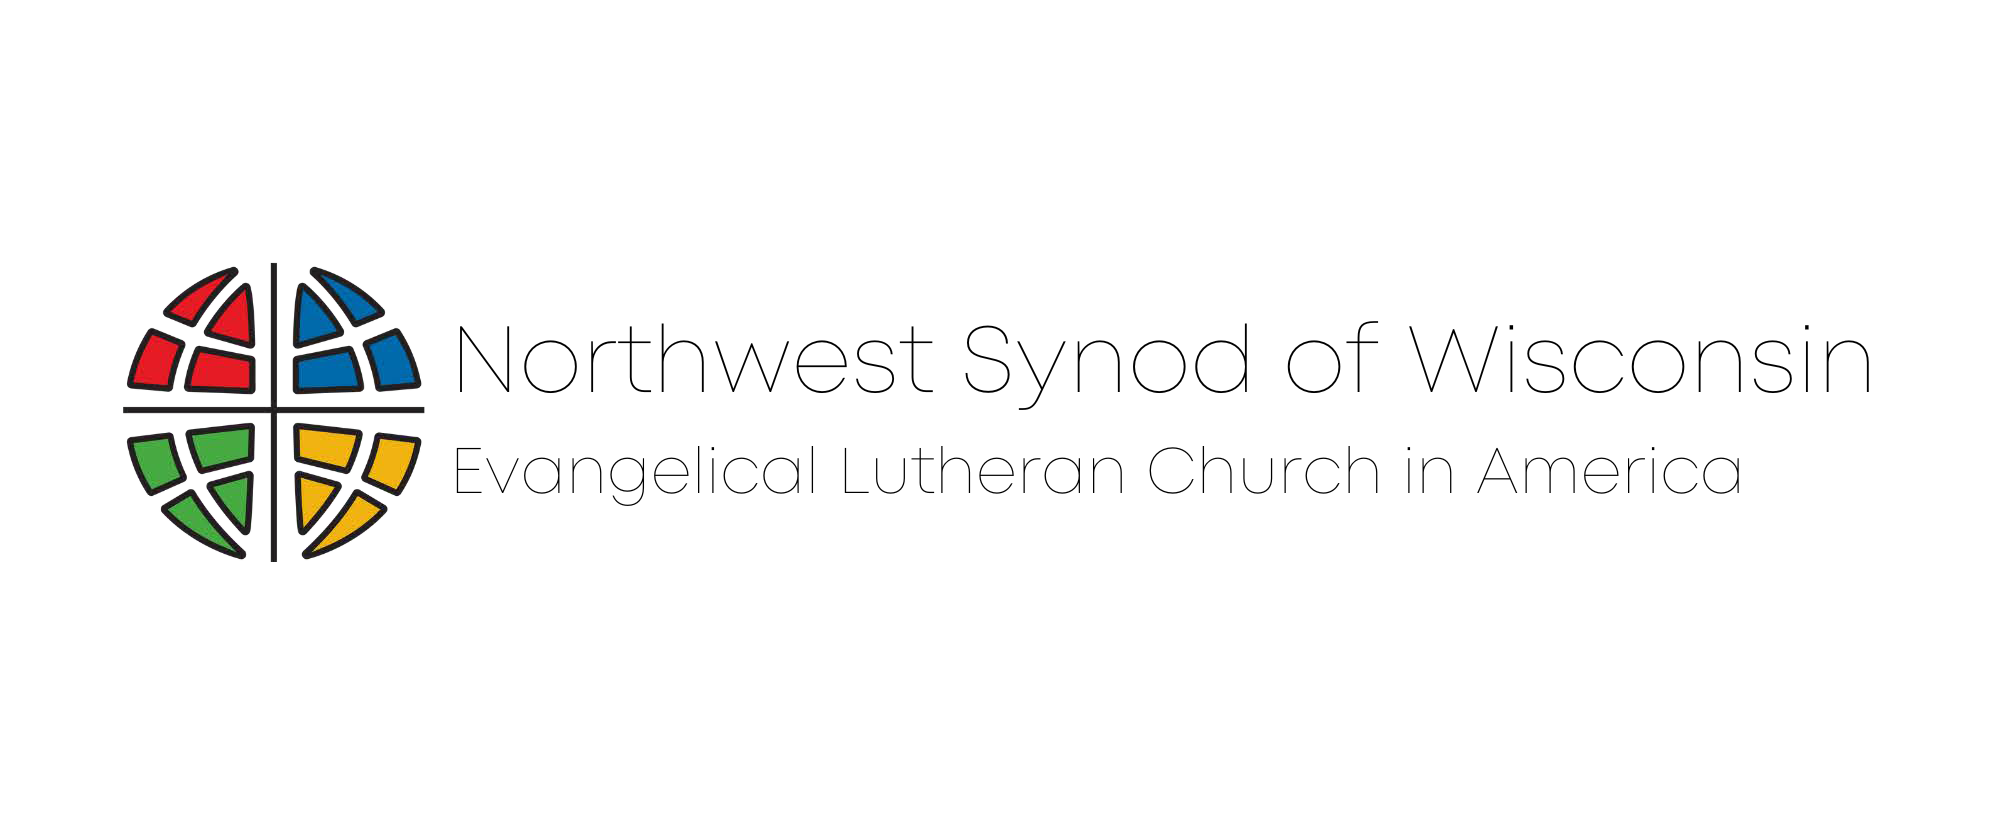 Northwest Synod of Wisconsin
Evangelical Lutheran Church in America